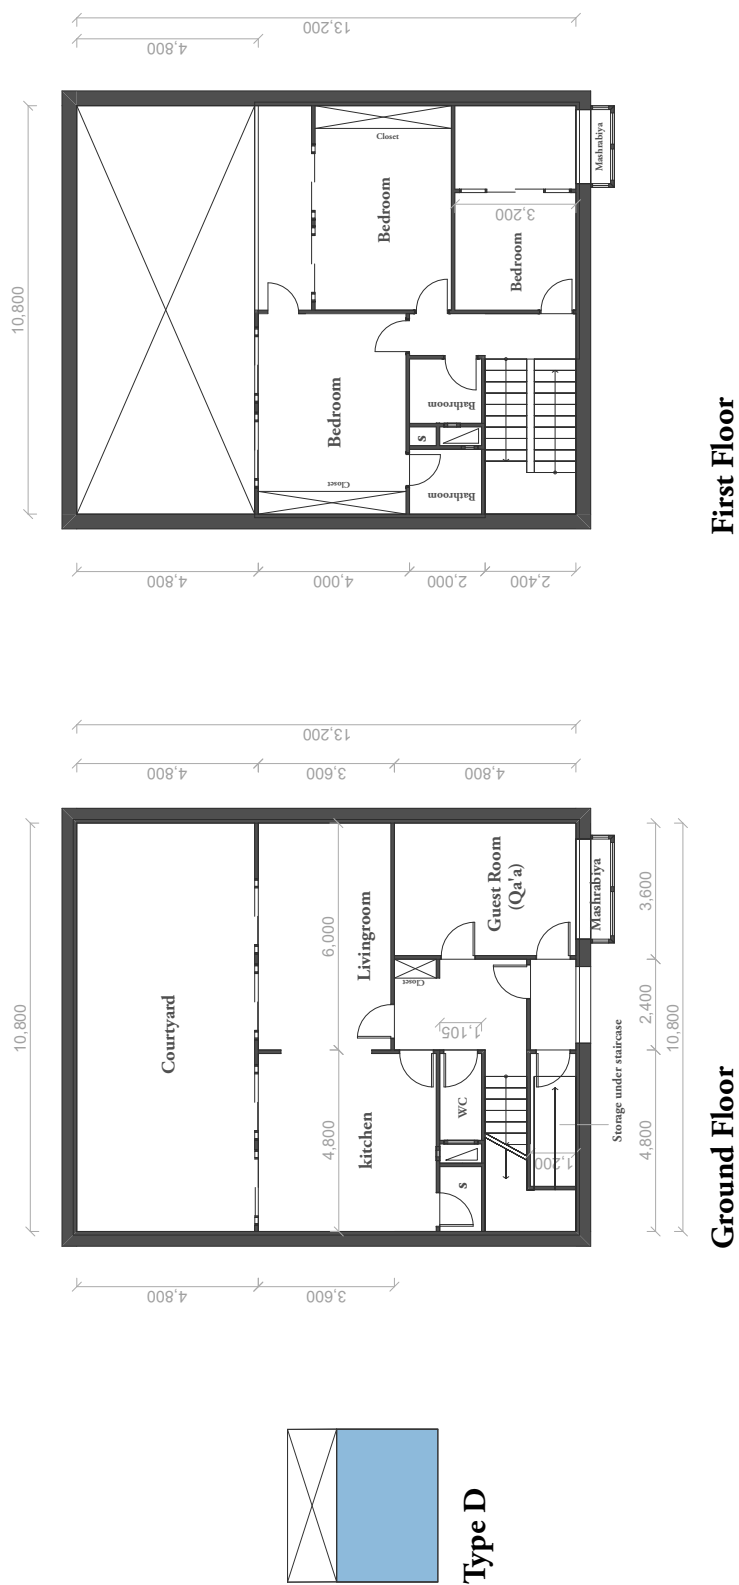 13,200
4,800
10,800
Closet
Mashrabiya
Bedroom
3,200
Bedroom
Bedroom
Bathroom
S
Closet
Bathroom
4,800
4,000
2,000
2,400
First Floor
13,200
4,800
3,600
4,800
10,800
Guest Room
(Qa'a)
Mashrabiya
3,600
6,000
Livingroom
Closet
Courtyard
1,105
2,400
10,800
Storage under staircase
WC
4,800
kitchen
1,200
4,800
S
4,800
3,600
Ground Floor
Type D